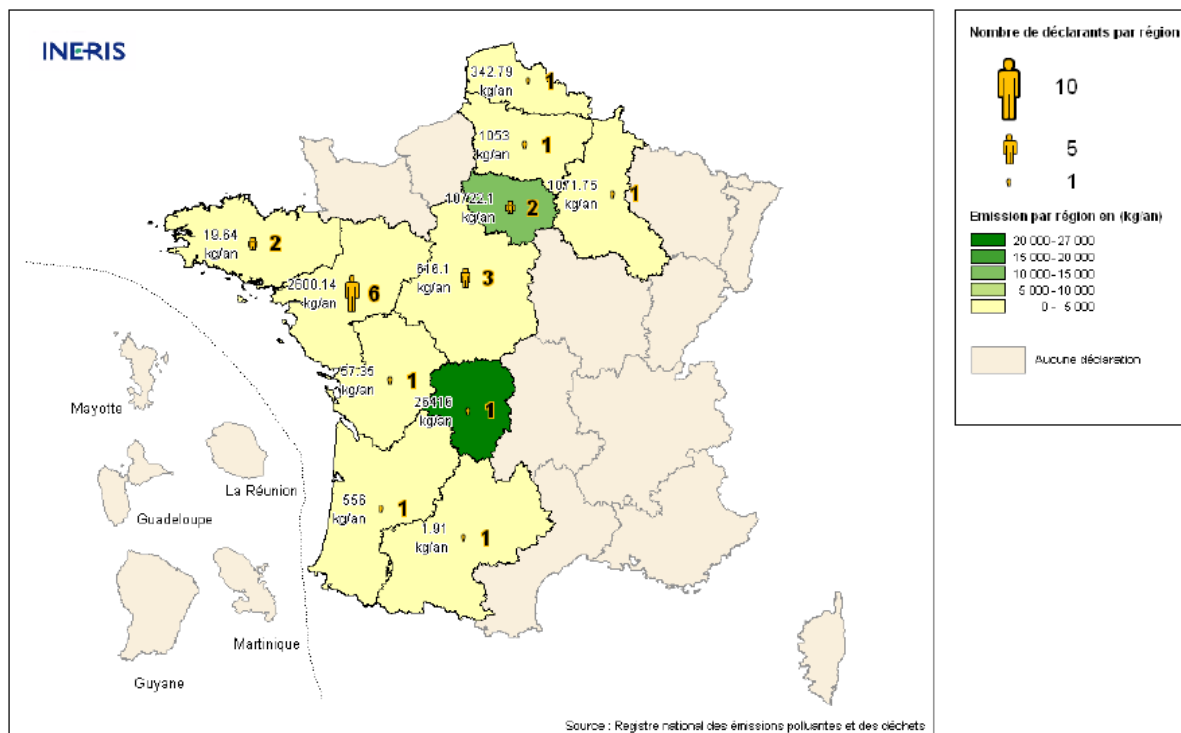 INERIS
342.79
kg/an
1
1053
kg/an
1
1071.75
kg/an
1
10722.1
kg/an
2
19.64
kg/an
2
2600.14
kg/an
6
616.1
kg/an
3
757.35
kg/an
1
26416
kg/an
1
556
kg/an
1
1.91
kg/an
1
Mayotte
La Réunion
Guadeloupe
Martinique
Guyane
Source : Registre national des émissions polluantes et des déchets
Nombre de déclarants par région
10
5
1
Emission par région en (kg/an)
20 000 - 27 000
15 000 - 20 000
10 000 - 15 000
5 000 - 10 000
0 - 5 000
Aucune déclaration